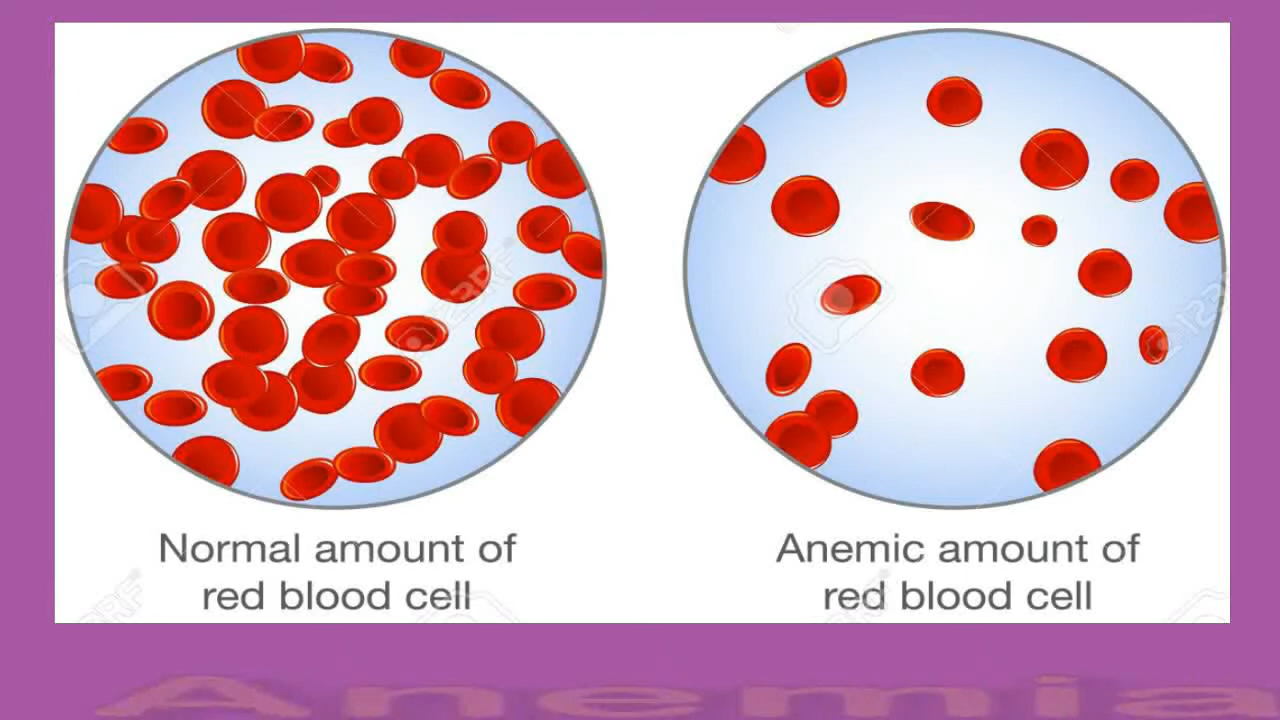 Normal amount of
red blood cell
Anemic amount of
red blood cell
Anemia